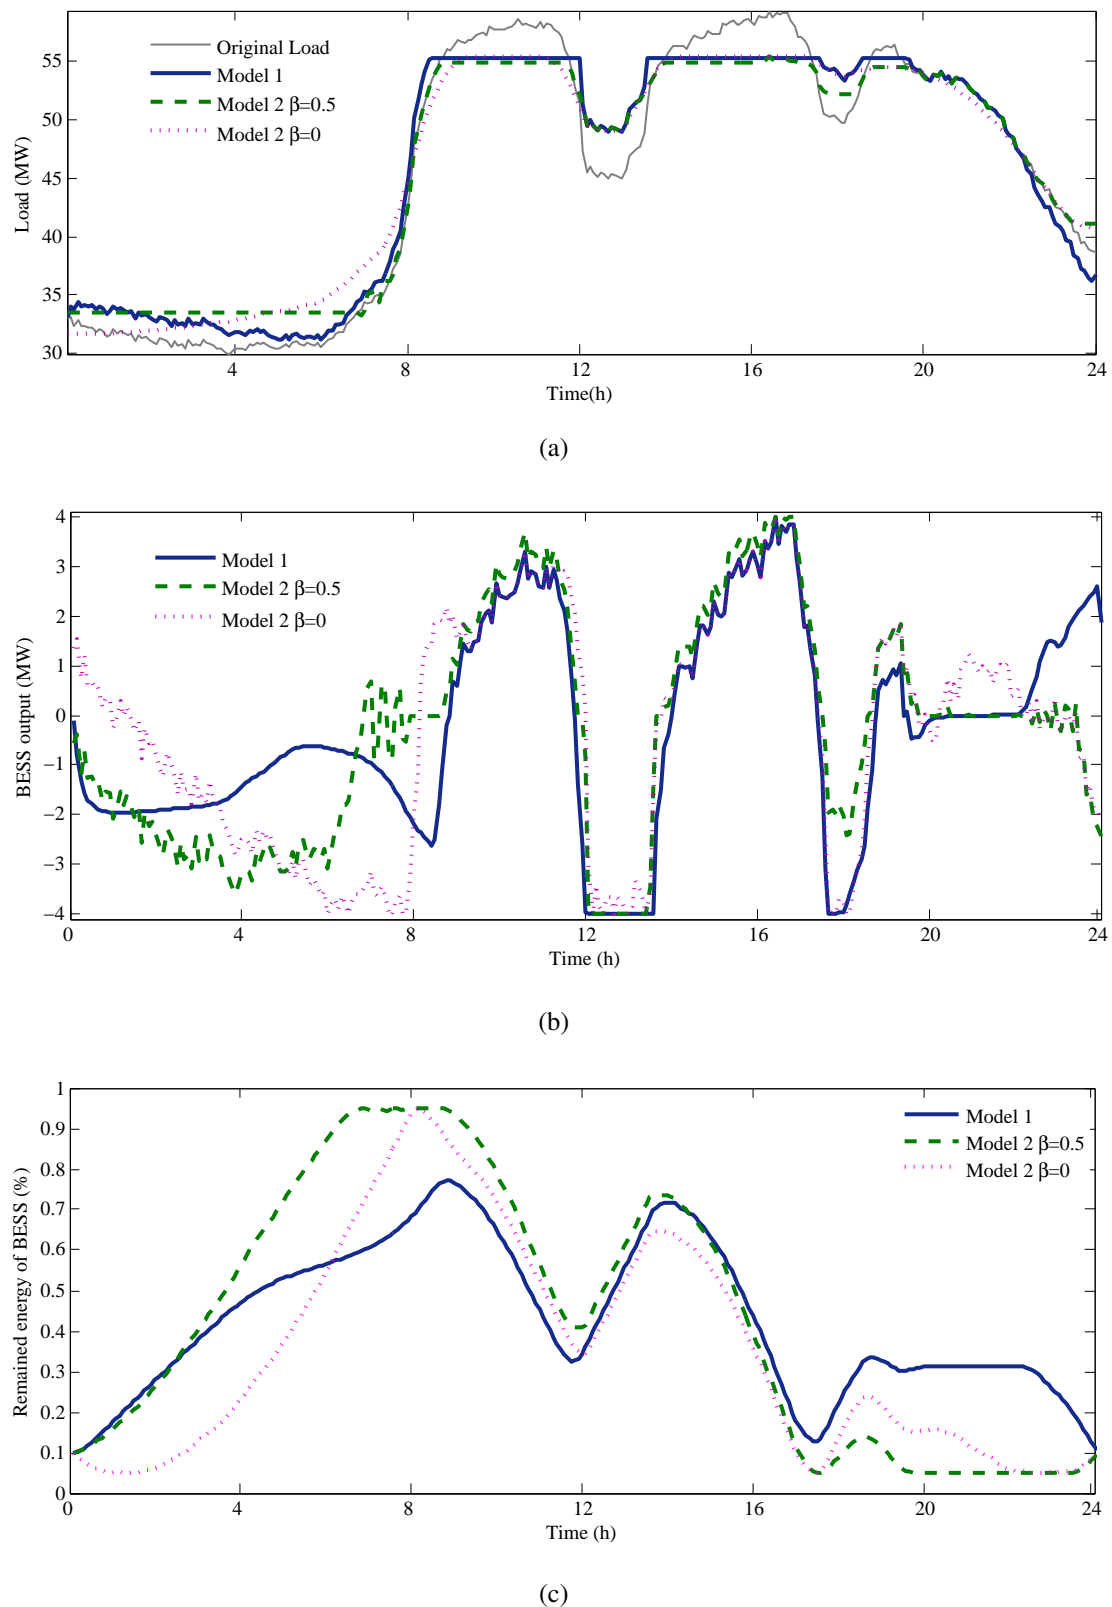 55
50
45
40
35
30
Load (MW)
Original Load
Model 1
Model 2 β=0.5
Model 2 β=0
4
8
12
16
20
24
Time(h)
(a)
4
3
2
1
0
−1
−2
−3
−4
BESS output (MW)
Model 1
Model 2 β=0.5
Model 2 β=0
0
4
8
12
16
20
24
Time (h)
(b)
1
0.9
0.8
0.7
0.6
0.5
0.4
0.3
0.2
0.1
0
Remained energy of BESS (%)
Model 1
Model 2 β=0.5
Model 2 β=0
0
4
8
12
16
20
24
Time (h)
(c)